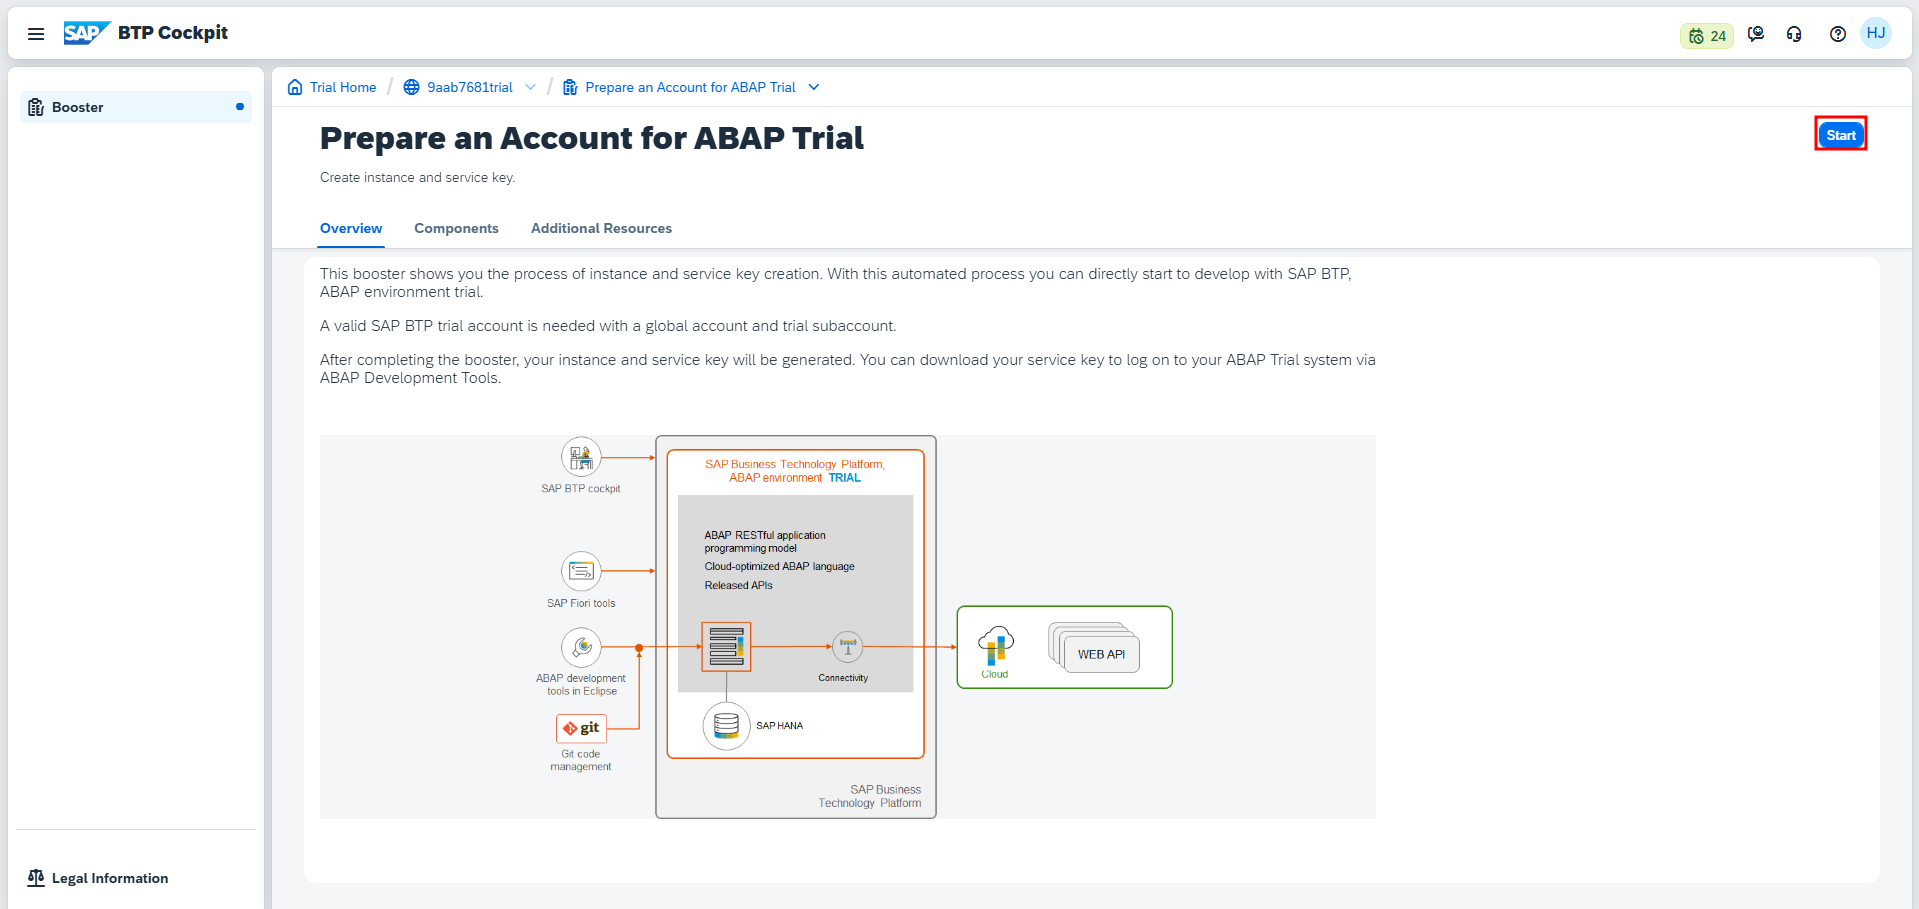 SAP BTP Cockpit
24
HJ
Booster
Trial Home / 9aab7681trial / Prepare an Account for ABAP Trial
Prepare an Account for ABAP Trial
Start
Create instance and service key.
Overview Components Additional Resources
This booster shows you the process of instance and service key creation. With this automated process you can directly start to develop with SAP BTP,
ABAP environment trial.
A valid SAP BTP trial account is needed with a global account and trial subaccount.
After completing the booster, your instance and service key will be generated. You can download your service key to log on to your ABAP Trial system via
ABAP Development Tools.
SAP BTP cockpit
SAP Fiori tools
ABAP development
tools in Eclipse
git
Git code
management
SAP Business Technology Platform,
ABAP environment TRIAL
ABAP RESTful application
programming model
Cloud-optimized ABAP language
Released APIs
Connectivity
SAP HANA
SAP Business
Technology Platform
Cloud
WEB API
Legal Information